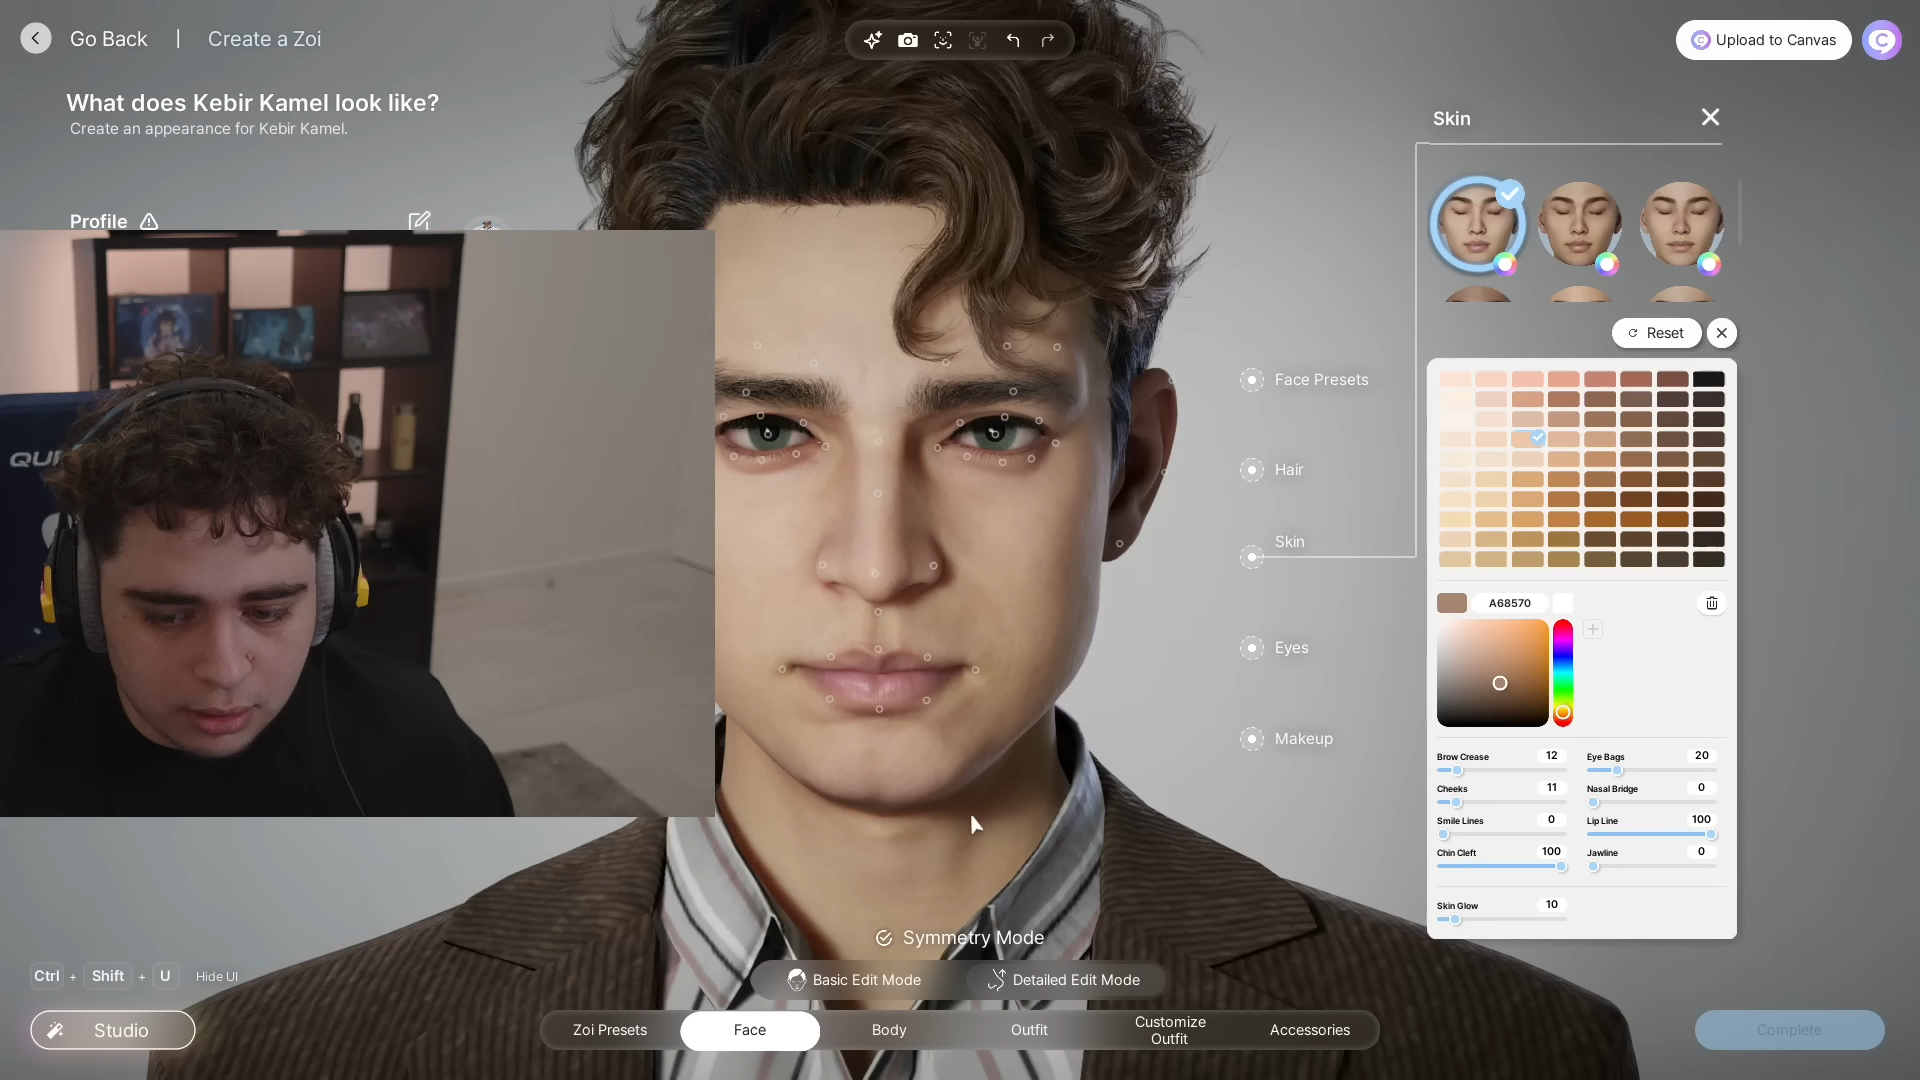 Go Back | Create a Zoi
Upload to Canvas
What does Kebir Kamel look like?
Create an appearance for Kebir Kamel.
Profile
Skin
Reset
Face Presets
Hair
Skin
Eyes
Makeup
A68570
Brow Crease 12 Eye Bags 20
Cheeks 11 Nasal Bridge 0
Smile Lines 0 Lip Line 100
Chin Cleft 100 Jawline 0
Skin Glow 10
Symmetry Mode
Basic Edit Mode Detailed Edit Mode
Ctrl + Shift + U Hide UI
Studio
Zoi Presets Face Body Outfit Customize Outfit Accessories
Complete